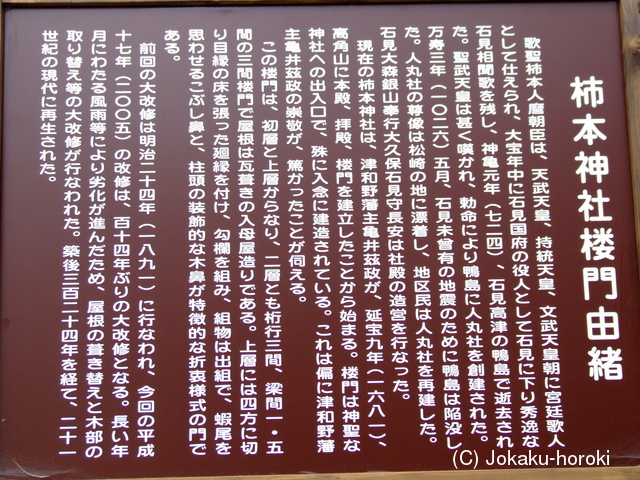 柿本神社楼門由緒
歌聖柿本人麿朝臣は、天武天皇、持統天皇、文武天皇朝に宮廷歌人
として仕えられ、大宝年中に石見国府の役人として石見に下り秀逸な
石見相聞歌を残し、神亀元年（七二四）、石見高津の鴨島で逝去され
た。聖武天皇は甚く嘆かれ、勅命により鴨島に人丸社を創建された。
万寿三年（一〇二六）五月、石見未曽有の地震のために鴨島は陥没し
た。人丸社の尊像は松崎の地に漂着し、地区民は人丸社を再建した。
石見大森銀山奉行大久保石見守長安は社殿の造営を行なった。
現在の柿本神社は、津和野藩主亀井茲政が、延宝九年（一六八一）、
高角山に本殿、拝殿、楼門を建立したことから始まる。楼門は神聖な
神社への出入口で、殊に入念に建造されている。これは偏に津和野藩
主亀井茲政の崇敬が、篤かったことが伺える。
この楼門は、初層と上層からなり、二層とも桁行三間、梁間一・五
間の三間楼門で屋根は瓦葺きの入母屋造りである。上層には四方に切
り目縁の床を張った廻縁を付け、勾欄を組み、組物は出組で、蝦尾を
思わせるこぶし鼻と、柱頭の装飾的な木鼻が特徴的な折衷様式の門で
ある。
前回の大改修は明治二十四年（一八九一）に行なわれ、今回の平成
十七年（二〇〇五）の改修は、百十四年ぶりの大改修となる。長い年
月にわたる風雨等により劣化が進んだため、屋根の葺き替えと木部の
取り替え等の大改修が行なわれた。築後三百二十四年を経て、二十一
世紀の現代に再生された。
(C) Jokaku-horoki